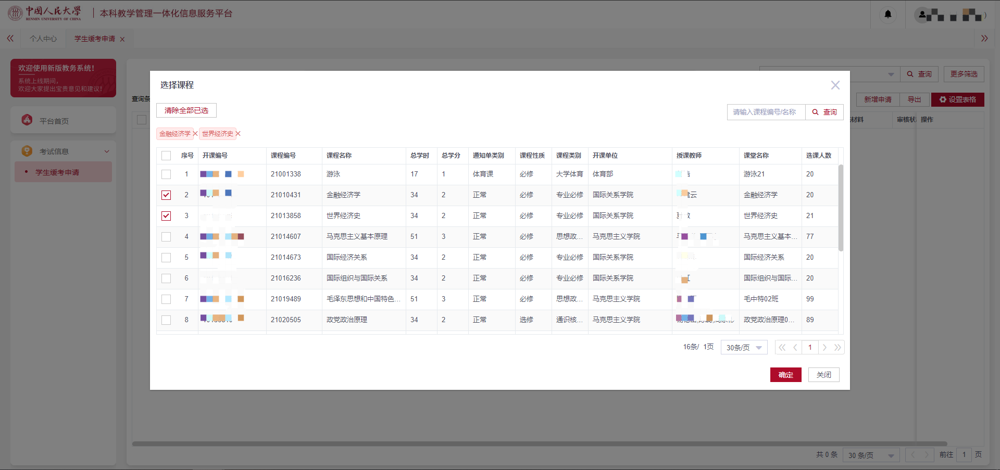 中国人民大学
RENMIN UNIVERSITY OF CHINA
本科教学管理一体化信息服务平台
个人中心
学生缓考申请
欢迎使用新版教务系统!
系统上线期间，
欢迎大家提出宝贵意见和建议!
平台首页
考试信息
学生缓考申请
查询
更多筛选
查询条
新增申请 导出 设置表格
材料 审核状 操作
选择课程
清除全部已选
请输入课程编号/名称 查询
金融经济学 世界经济史
序号 开课编号 课程编号 课程名称 总学时 总学分 通知单类别 课程性质 课程类别 开课单位 授课教师 课堂名称 选课人数
1 21001338 游泳 17 1 体育课 必修 大学体育 体育部 游泳21 20
2 21010431 金融经济学 34 2 正常 必修 专业必修 国际关系学院 云 金融经济学 20
3 21013858 世界经济史 34 2 正常 必修 专业必修 国际关系学院 世界经济史 21
4 21014607 马克思主义基本原理 51 3 正常 必修 思想政... 马克思主义学院 马克思主义基本... 77
5 21014673 国际经济关系 34 2 正常 必修 专业必修 国际关系学院 国际经济关系 20
6 21016236 国际组织与国际关系 34 2 正常 必修 专业必修 国际关系学院 国际组织与国际... 20
7 21019489 毛泽东思想和中国特色... 51 3 正常 必修 思想政... 马克思主义学院 毛中特02班 99
8 21020505 政党政治原理 34 2 正常 选修 通识核... 马克思主义学院 政党政治原理0... 89
16条/ 1页 30条/页 1
确定 关闭
共 0 条 30 条/页 前往 1 页